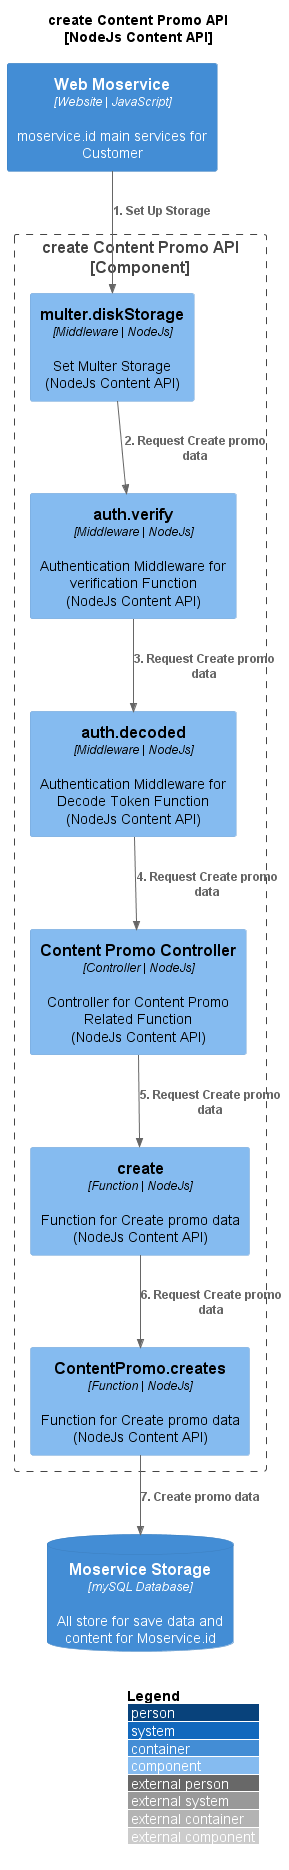 create Content Promo API
[NodeJs Content API]
Web Moservice
[Website | JavaScript]
moservice.id main services for
Customer
1. Set Up Storage
create Content Promo API
[Component]
multer.diskStorage
[Middleware | NodeJs]
Set Multer Storage
(NodeJs Content API)
2. Request Create promo
data
auth.verify
[Middleware | NodeJs]
Authentication Middleware for
verification Function
(NodeJs Content API)
3. Request Create promo
data
auth.decoded
[Middleware | NodeJs]
Authentication Middleware for
Decode Token Function
(NodeJs Content API)
4. Request Create promo
data
Content Promo Controller
[Controller | NodeJs]
Controller for Content Promo
Related Function
(NodeJs Content API)
5. Request Create promo
data
create
[Function | NodeJs]
Function for Create promo data
(NodeJs Content API)
6. Request Create promo
data
ContentPromo.creates
[Function | NodeJs]
Function for Create promo data
(NodeJs Content API)
7. Create promo data
Moservice Storage
[mySQL Database]
All store for save data and
content for Moservice.id
Legend
person
system
container
component
external person
external system
external container
external component